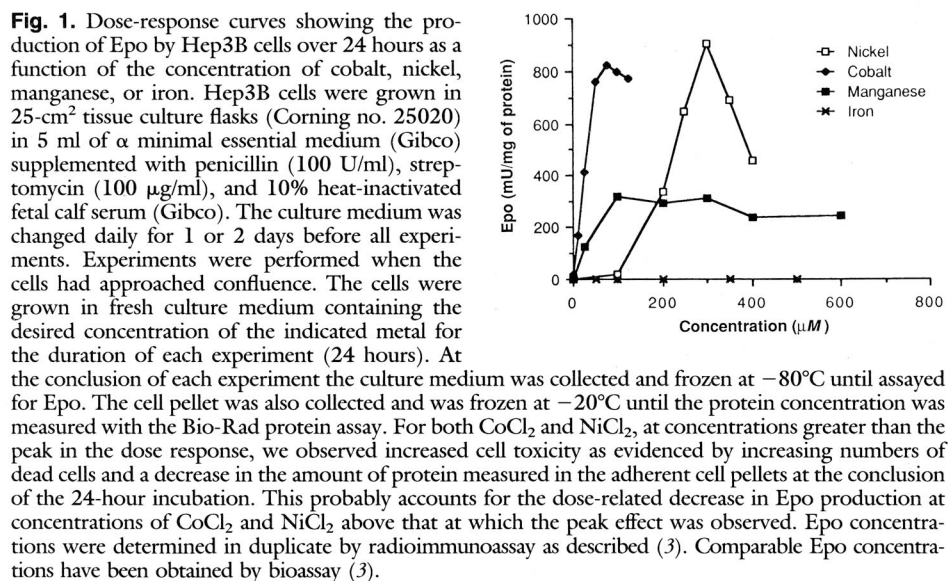 Fig. 1. Dose-response curves showing the pro-
duction of Epo by Hep3B cells over 24 hours as a
function of the concentration of cobalt, nickel,
manganese, or iron. Hep3B cells were grown in
25-cm² tissue culture flasks (Corning no. 25020)
in 5 ml of α minimal essential medium (Gibco)
supplemented with penicillin (100 U/ml), strep-
tomycin (100 μg/ml), and 10% heat-inactivated
fetal calf serum (Gibco). The culture medium was
changed daily for 1 or 2 days before all experi-
ments. Experiments were performed when the
cells had approached confluence. The cells were
grown in fresh culture medium containing the
desired concentration of the indicated metal for
the duration of each experiment (24 hours). At
the conclusion of each experiment the culture medium was collected and frozen at −80°C until assayed
for Epo. The cell pellet was also collected and was frozen at −20°C until the protein concentration was
measured with the Bio-Rad protein assay. For both CoCl₂ and NiCl₂, at concentrations greater than the
peak in the dose response, we observed increased cell toxicity as evidenced by increasing numbers of
dead cells and a decrease in the amount of protein measured in the adherent cell pellets at the conclusion
of the 24-hour incubation. This probably accounts for the dose-related decrease in Epo production at
concentrations of CoCl₂ and NiCl₂ above that at which the peak effect was observed. Epo concentra-
tions were determined in duplicate by radioimmunoassay as described (3). Comparable Epo concentra-
tions have been obtained by bioassay (3).
Epo (mU/mg of protein)
1000
800
600
400
200
0
0
200
400
600
800
Concentration (μM)
Nickel
Cobalt
Manganese
Iron